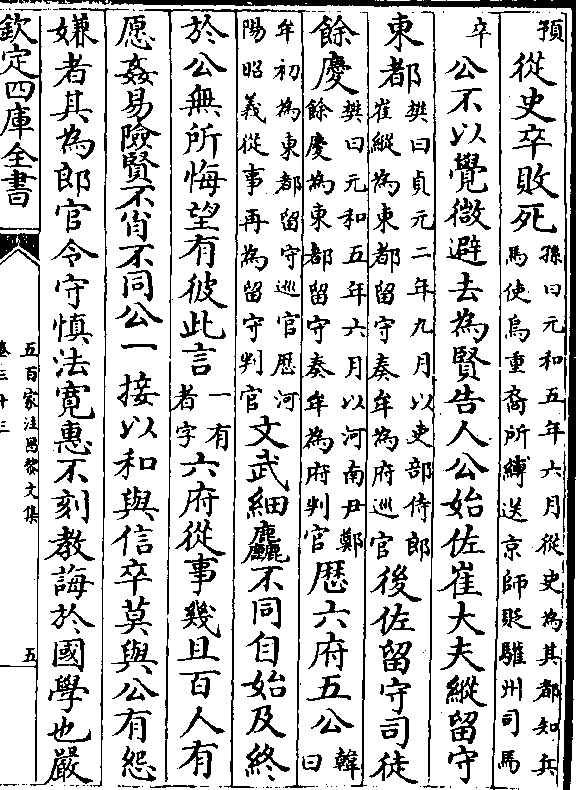 預從史卒敗死孫曰元和五年六月從史為其都知兵馬使烏重裔所縛送京師貶驩州司馬
卒公不以覺微避去為賢告人公始佐崔大夫縱留守
東都樊曰貞元二年九月以吏部侍郎崔縱為東都留守奏牟為府巡官後佐留守司徒
餘慶樊曰元和五年六月以河南尹鄭餘慶為東都留守奏牟為府判官歴六府五公韓曰
牟初為東都留守巡官歴河陽昭義從事再為留守判官文武細麤不同自始及終
於公無所悔望有彼此言一有者字六府從事幾且百人有
愿姦易險賢不肖不同公一接以和與信卒莫與公有怨
嫌者其為郎官令守慎法寛惠不刻教誨於國學也嚴
欽定四庫全書
五百家注昌黎文集
卷三十三
五